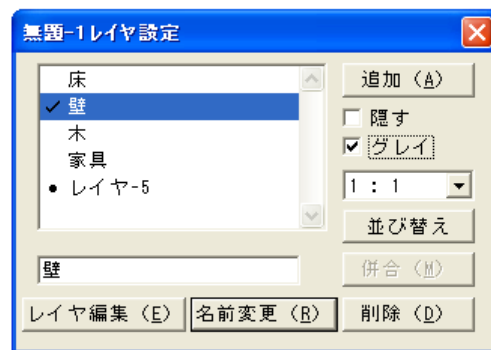 無題-1レイヤ設定
床
✓ 壁
木
家具
● レイヤ-5
壁
追加 (A)
隠す
グレイ
1 : 1
並び替え
併合 (M)
レイヤ編集 (E)
名前変更 (R)
削除 (D)